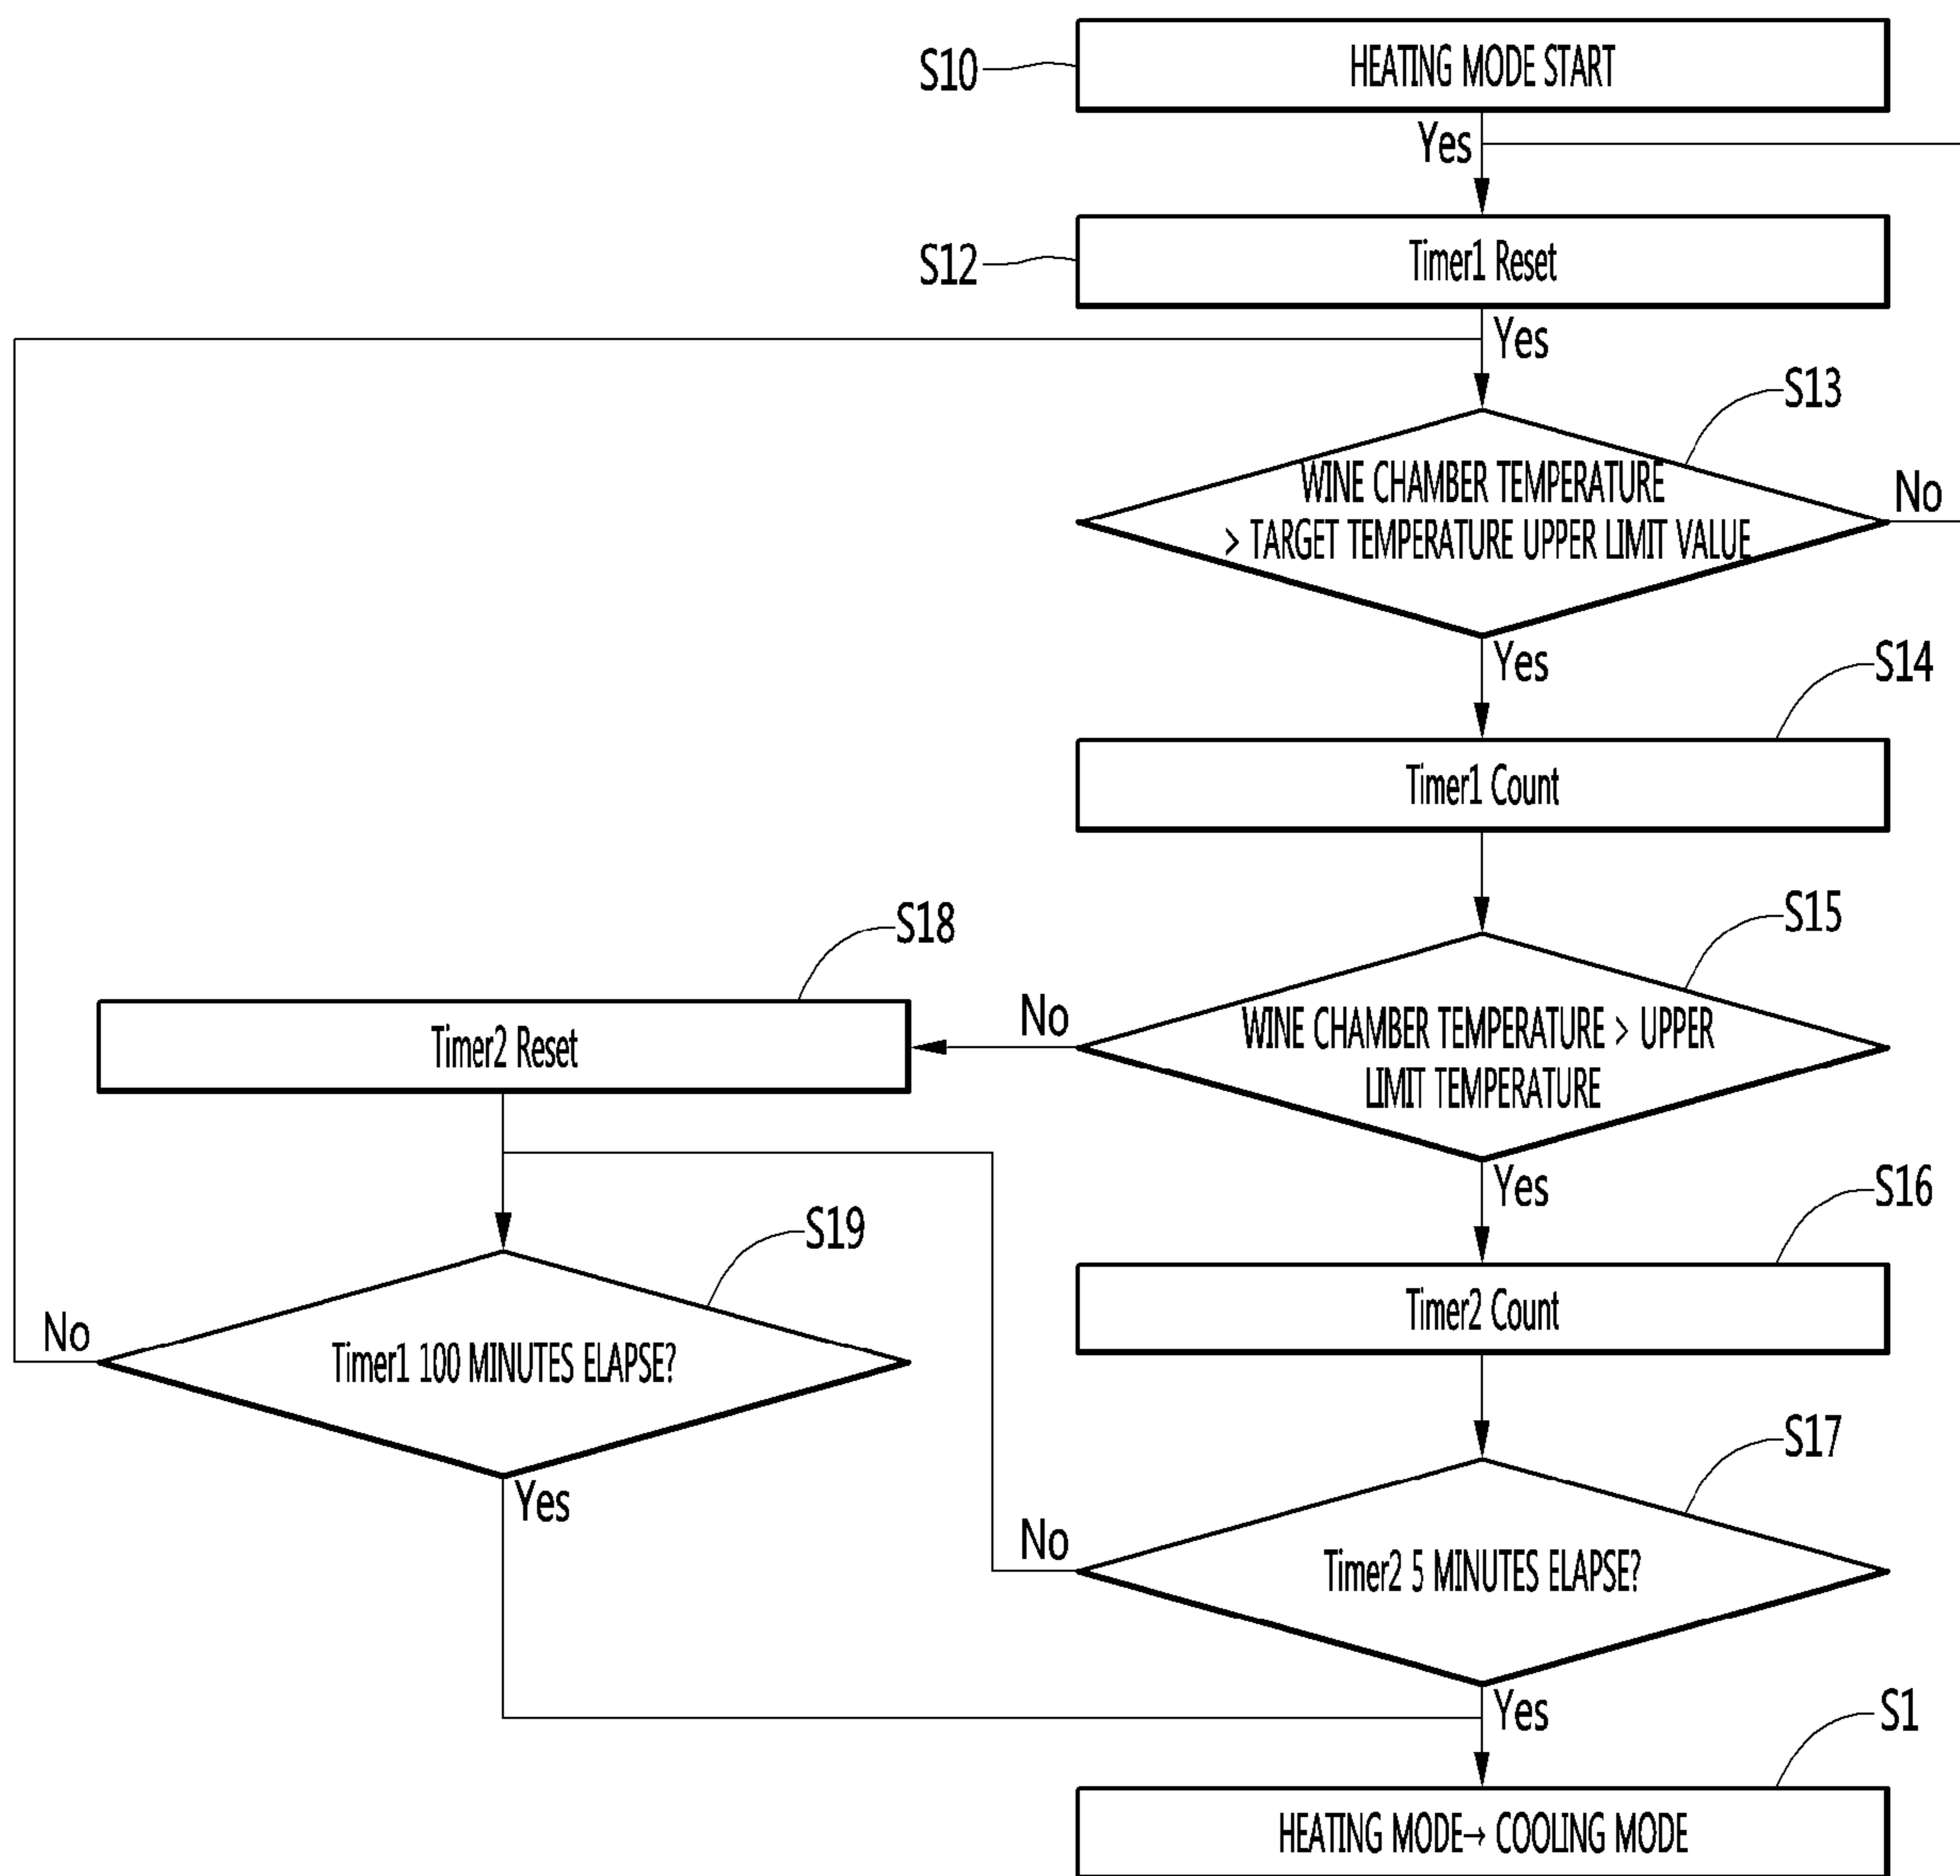 S10
HEATING MODE START
Yes
S12
Timer1 Reset
Yes
S13
WINE CHAMBER TEMPERATURE
> TARGET TEMPERATURE UPPER LIMIT VALUE
No
Yes
S14
Timer1 Count
S15
WINE CHAMBER TEMPERATURE > UPPER
LIMIT TEMPERATURE
No
S18
Timer2 Reset
Yes
S16
Timer2 Count
S19
Timer1 100 MINUTES ELAPSE?
No
Yes
S17
Timer2 5 MINUTES ELAPSE?
No
Yes
S1
HEATING MODE→ COOLING MODE